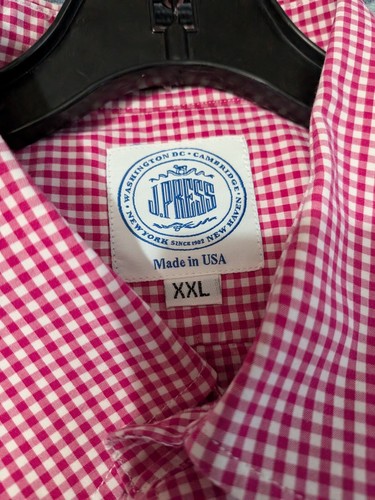 WASHINGTON DC • CAMBRIDGE
J. PRESS
NEW YORK SINCE 1902 NEW HAVEN
Made in USA
XXL